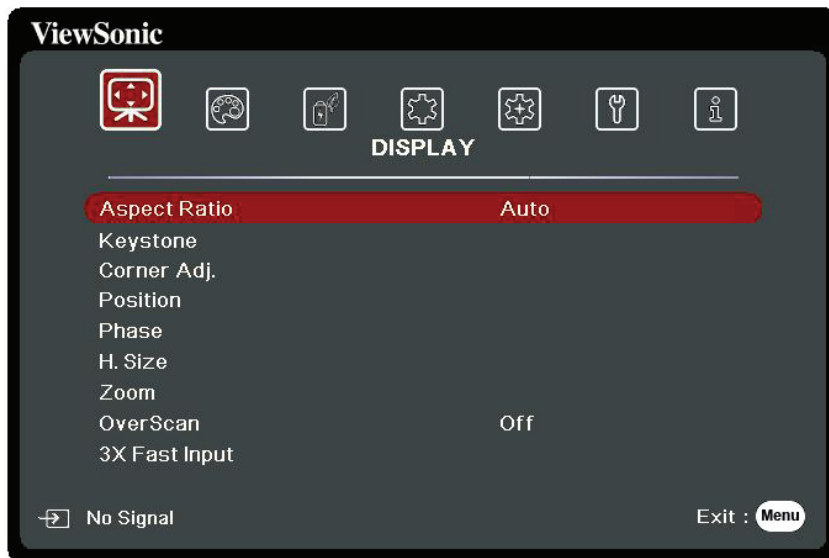 ViewSonic
DISPLAY
Aspect Ratio Auto
Keystone
Corner Adj.
Position
Phase
H. Size
Zoom
OverScan Off
3X Fast Input
No Signal Exit : Menu